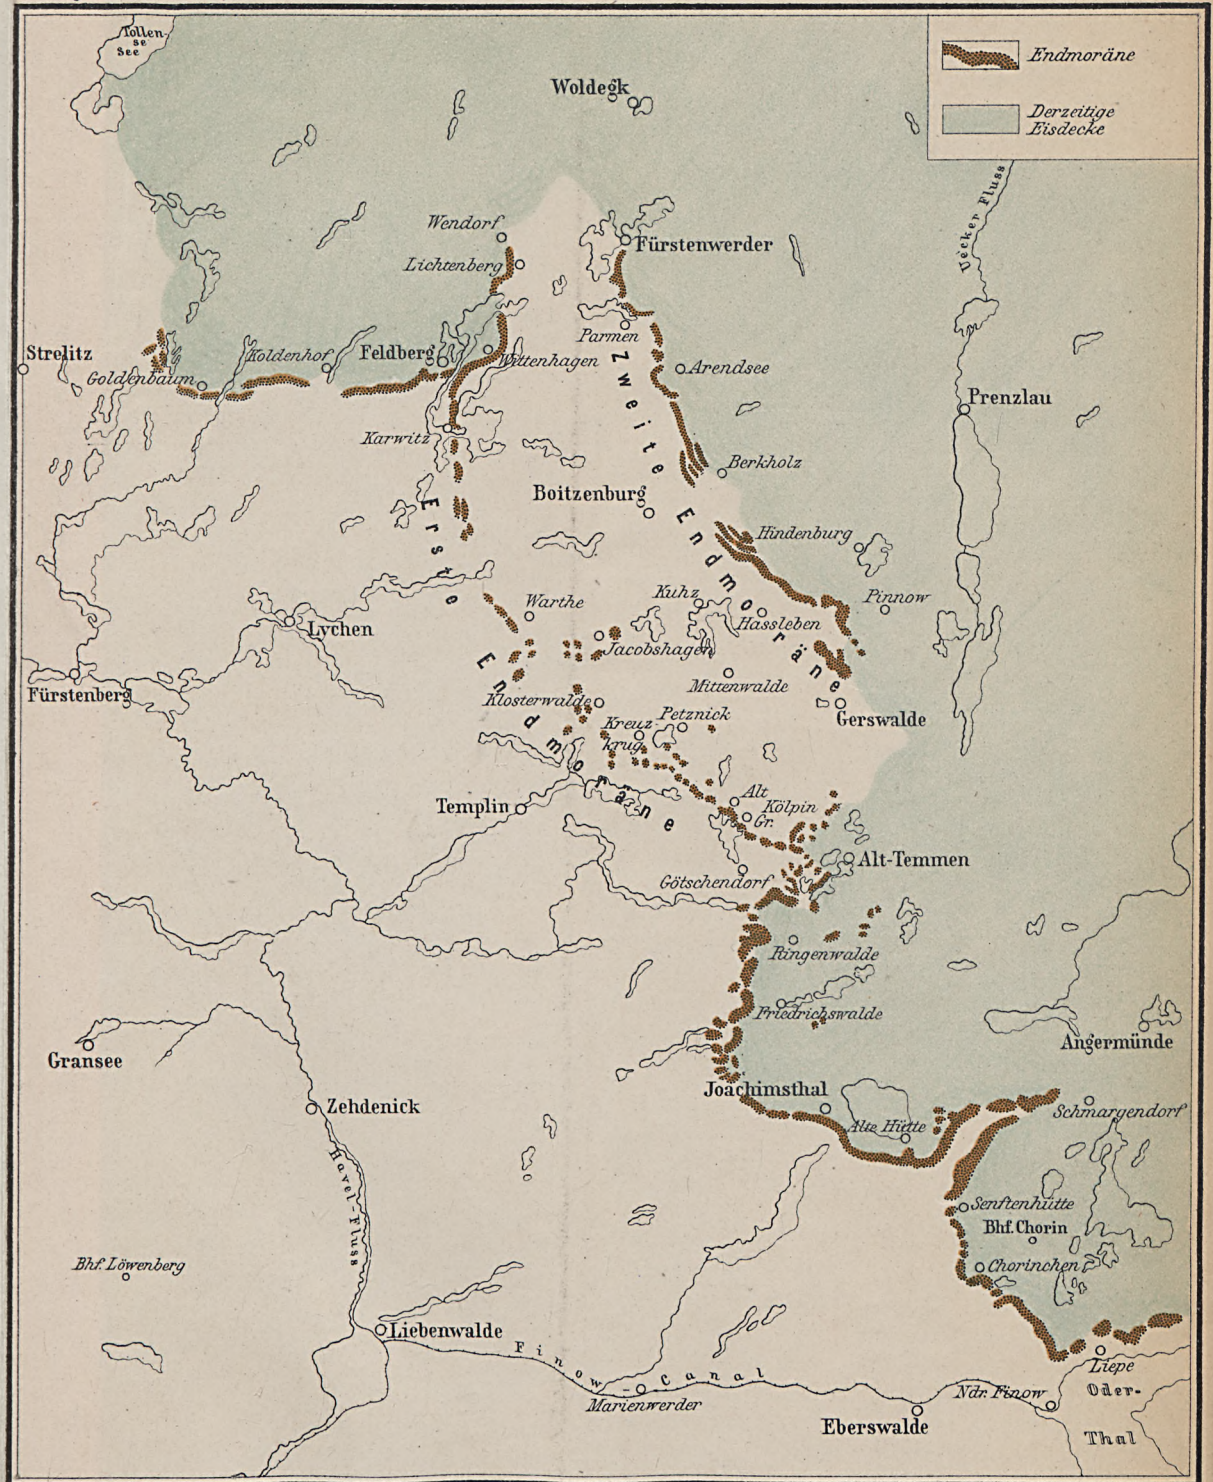 Tollen-
se
See
Woldegk
Endmoräne
Derzeitige
Eisdecke
Uecker Fluss
Wendorf
Fürstenwerder
Lichtenberg
Parmen
Strelitz
Koldenhof
Feldberg
Wittenhagen
Goldenbaum
Arendsee
Prenzlau
Karwitz
Berkholz
Boitzenburg
Zweite Endmoräne
Erste Endmoräne
Hindenburg
Warthe
Kuhz
Hassleben
Pinnow
Lychen
Jacobshagen
Fürstenberg
Mittenwalde
Klosterwalde
Kreuz-
krug
Petznick
Gerswalde
Templin
Alt
Kölpin
Gr.
Alt-Temmen
Götschendorf
Ringenwalde
Friedrichswalde
Angermünde
Gransee
Joachimsthal
Zehdenick
Alte Hütte
Schmargendorf
Havel-Fluss
Senftenhütte
Bhf. Chorin
Chorinchen
Bhf. Löwenberg
Liebenwalde
Finow Canal
Liepe
Marienwerder
Ndr. Finow
Oder-
Thal
Eberswalde